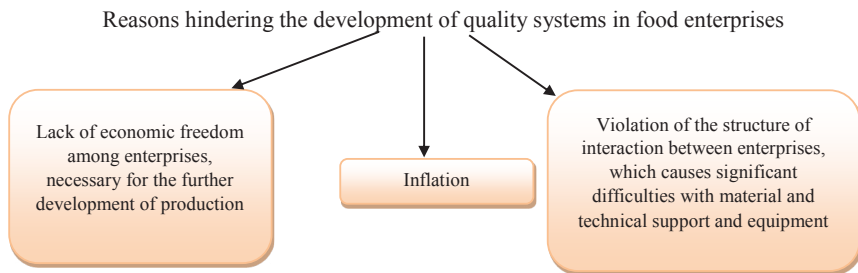 Reasons hindering the development of quality systems in food enterprises
Lack of economic freedom
among enterprises,
necessary for the further
development of production
Inflation
Violation of the structure of
interaction between enterprises,
which causes significant
difficulties with material and
technical support and equipment